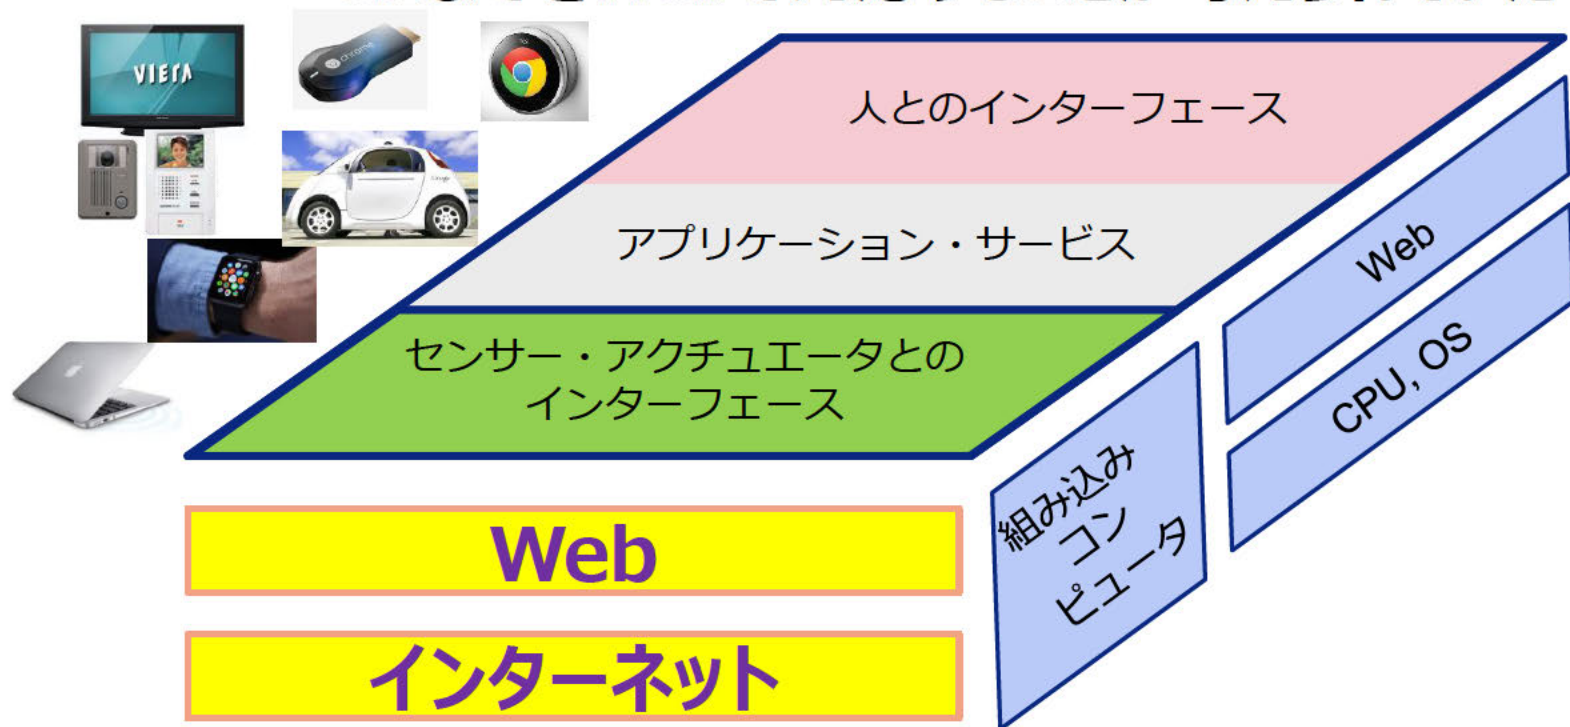 VIErA
chrome
人とのインターフェース
アプリケーション・サービス
センサー・アクチュエータとの
インターフェース
Web
CPU, OS
組み込み
コン
ピュータ
Web
インターネット